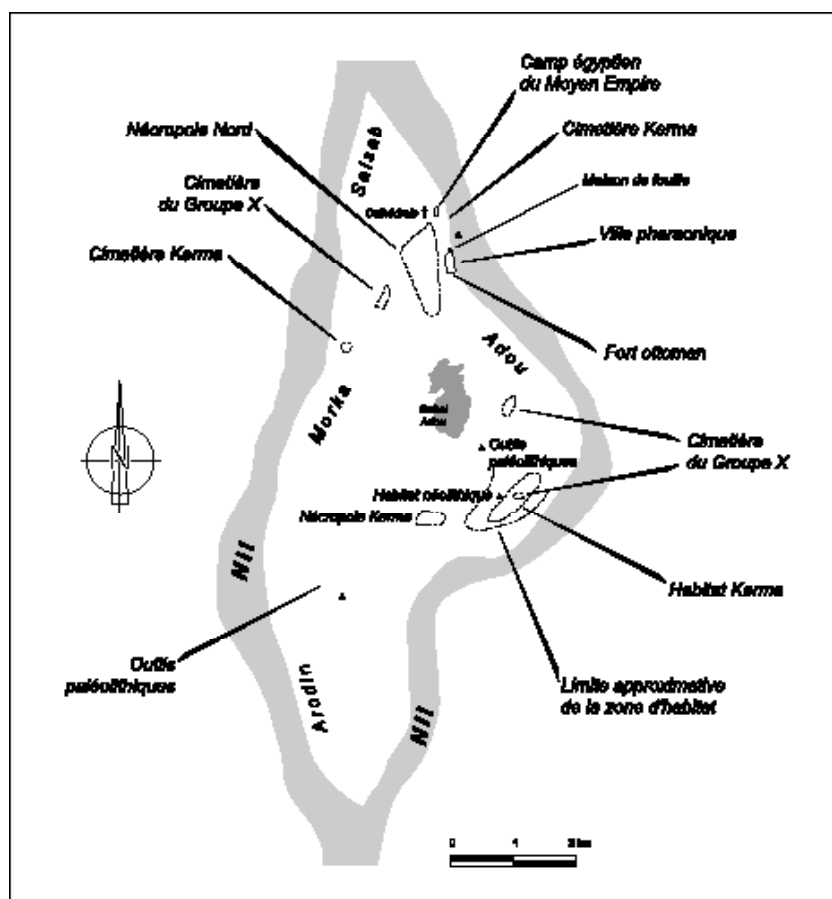 Camp égyptien
du Moyen Empire
Nécropole Nord
Cimetière Kerma
Saïsab
Cimetière
du Groupe X
Maison de fouille
Cathédrale †
Ville pharaonique
Cimetière Kerma
Adou
Fort ottoman
Morka
Adou
Cimetière
du Groupe X
Outils
paléolithiques
Habitat néolithique
Nécropole Kerma
Nil
Habitat Kerma
Outils
paléolithiques
Arodin
Nil
Limite approximative
de la zone d'habitat
0 1 2 km